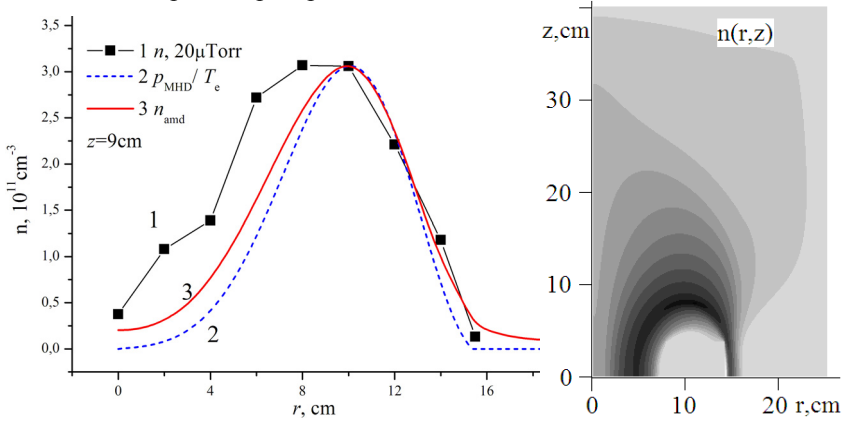 3,5
3,0
2,5
2,0
1,5
1,0
0,5
0,0
n, 10¹¹cm⁻³
1 n, 20μTorr
2 p_MHD / T_e
3 n_amd
z=9cm
1
3
2
0
4
8
12
16
r, cm
z,cm
n(r,z)
30
20
10
0
0
10
20 r,cm